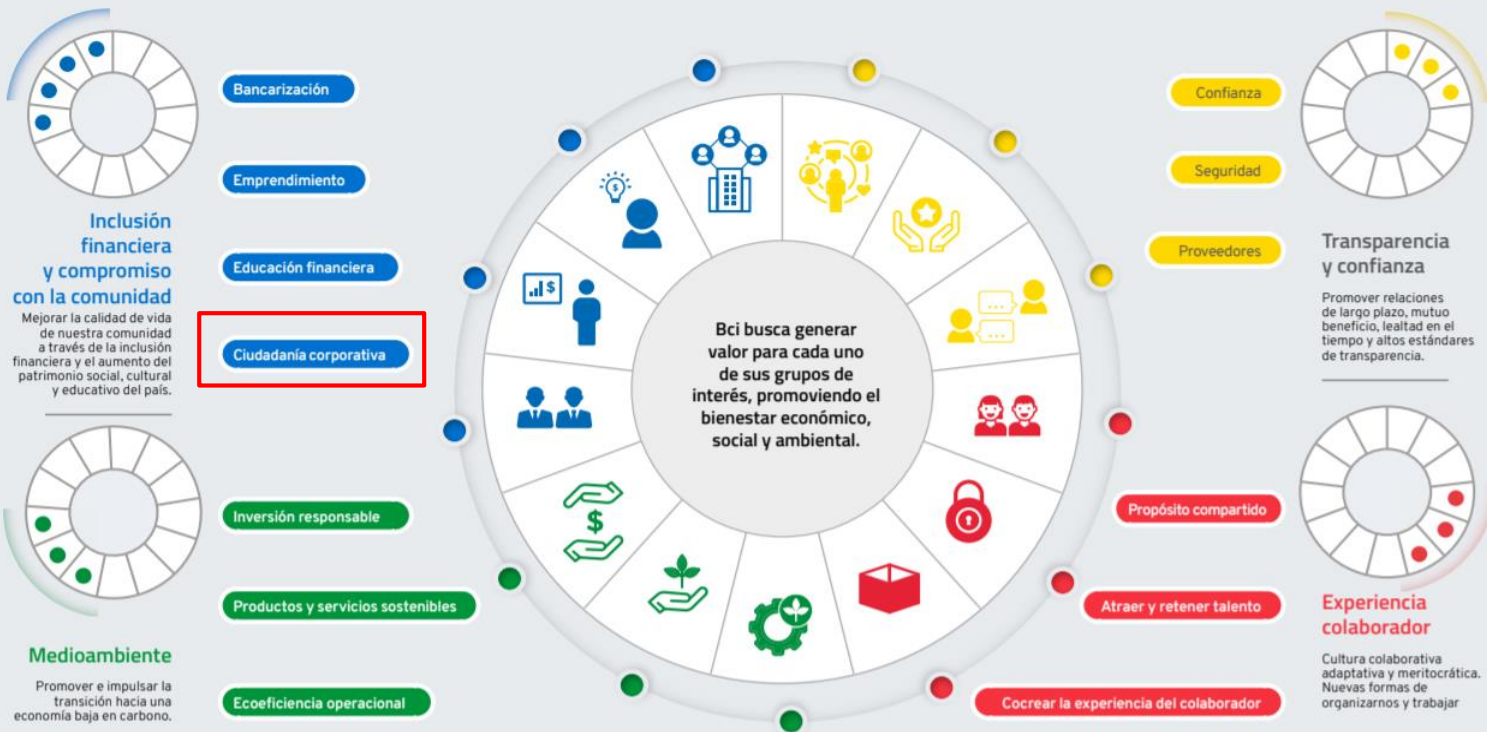 Bancarización
Emprendimiento
Educación financiera
Ciudadanía corporativa
Inclusión
financiera
y compromiso
con la comunidad
Mejorar la calidad de vida
de nuestra comunidad
a través de la inclusión
financiera y el aumento del
patrimonio social, cultural
y educativo del país.
Inversión responsable
Productos y servicios sostenibles
Ecoeficiencia operacional
Medioambiente
Promover e impulsar la
transición hacia una
economía baja en carbono.
$
$
$
...
...
Bci busca generar
valor para cada uno
de sus grupos de
interés, promoviendo el
bienestar económico,
social y ambiental.
Confianza
Seguridad
Proveedores
Transparencia
y confianza
Promover relaciones
de largo plazo, mutuo
beneficio, lealtad en el
tiempo y altos estándares
de transparencia.
Propósito compartido
Atraer y retener talento
Cocrear la experiencia del colaborador
Experiencia
colaborador
Cultura colaborativa
adaptativa y meritocrática.
Nuevas formas de
organizarnos y trabajar